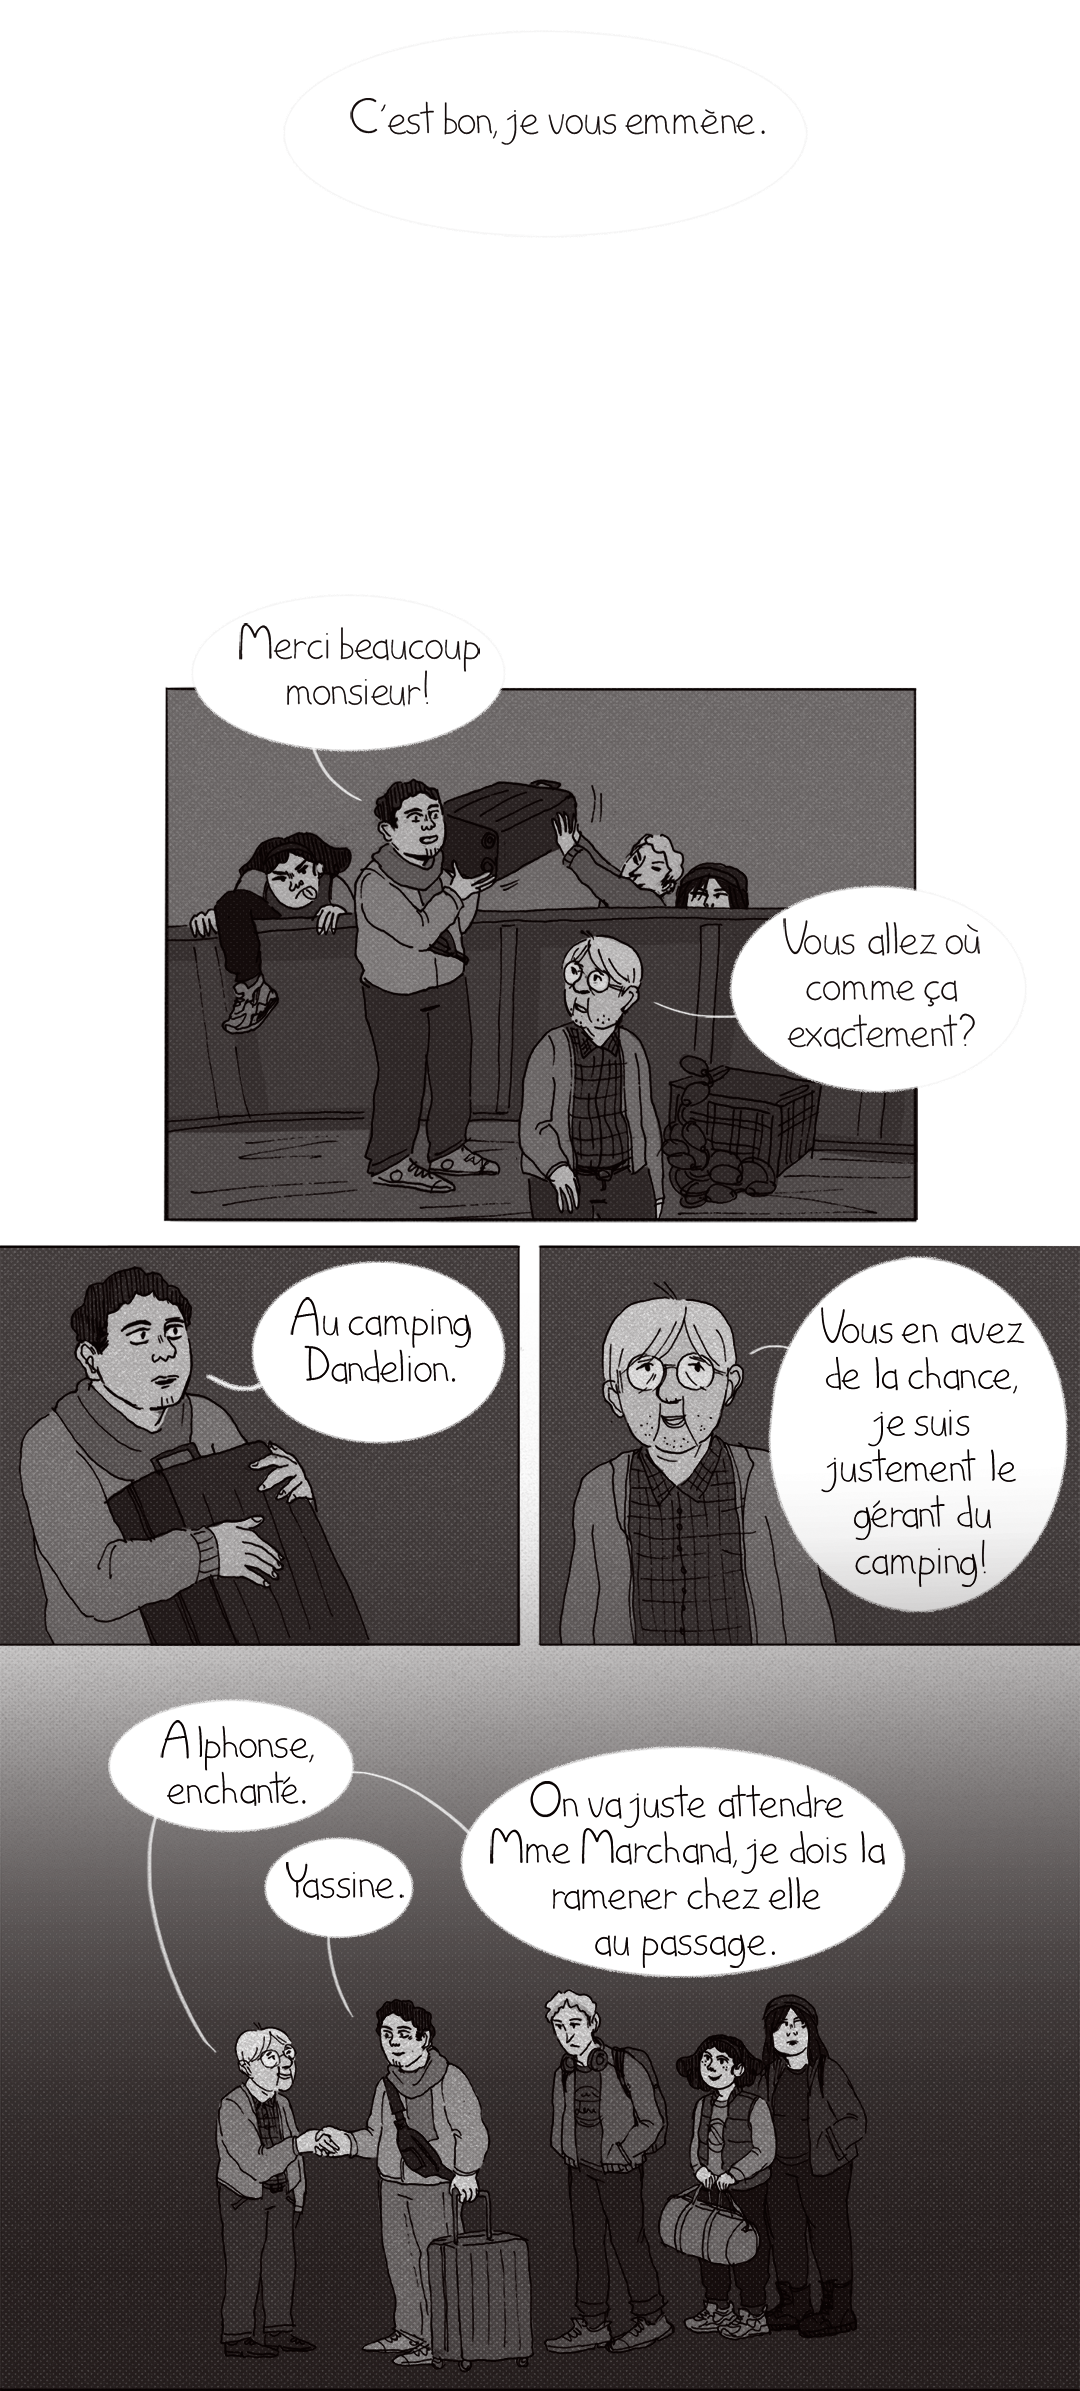 C'est bon, je vous emmène.
Merci beaucoup
monsieur!
Vous allez où
comme ça
exactement?
Au camping
Dandelion.
Vous en avez
de la chance,
je suis
justement le
gérant du
camping!
Alphonse,
enchanté.
Yassine.
On va juste attendre
Mme Marchand, je dois la
ramener chez elle
au passage.